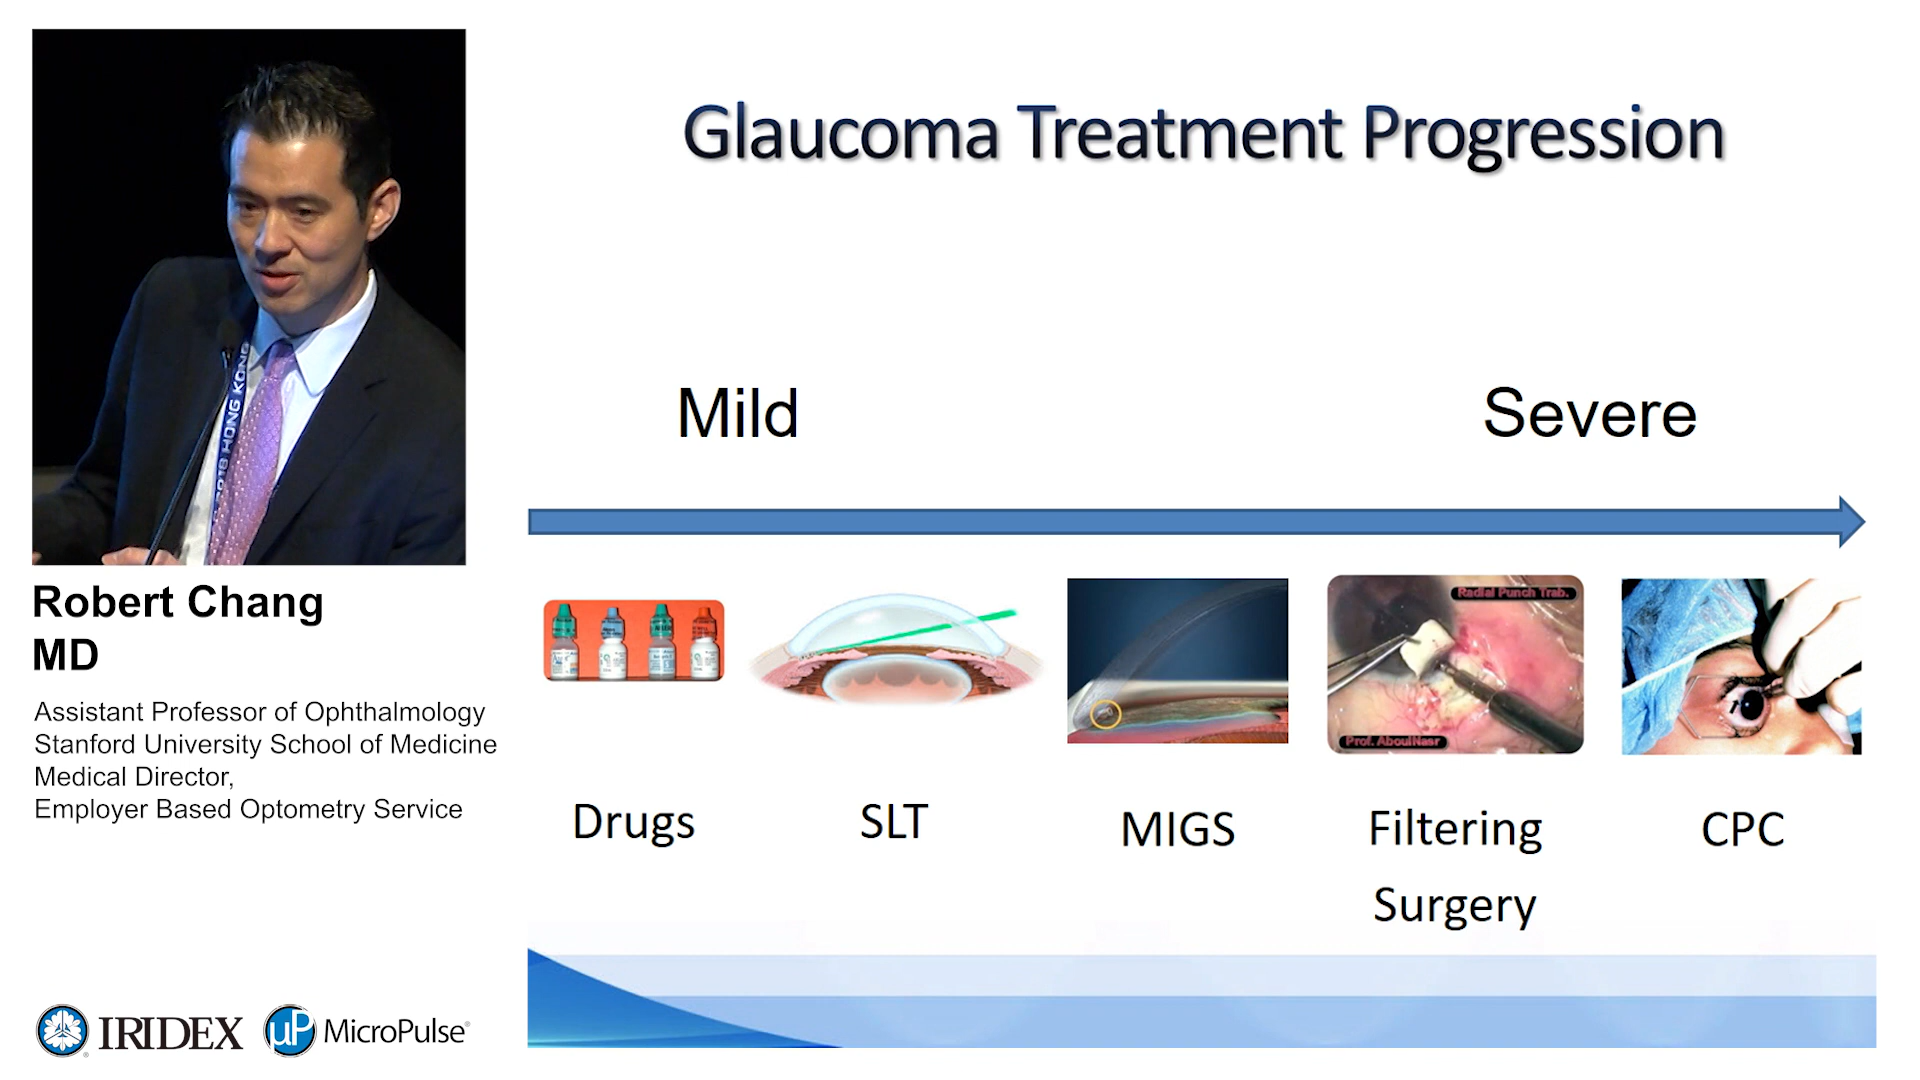 Glaucoma Treatment Progression
Mild
Severe
Radial Punch Trab.
Prof. AboulNasr
Drugs
SLT
MIGS
Filtering
Surgery
CPC
2018 HONG KONG
Robert Chang
MD
Assistant Professor of Ophthalmology
Stanford University School of Medicine
Medical Director,
Employer Based Optometry Service
IRIDEX
µP MicroPulse®